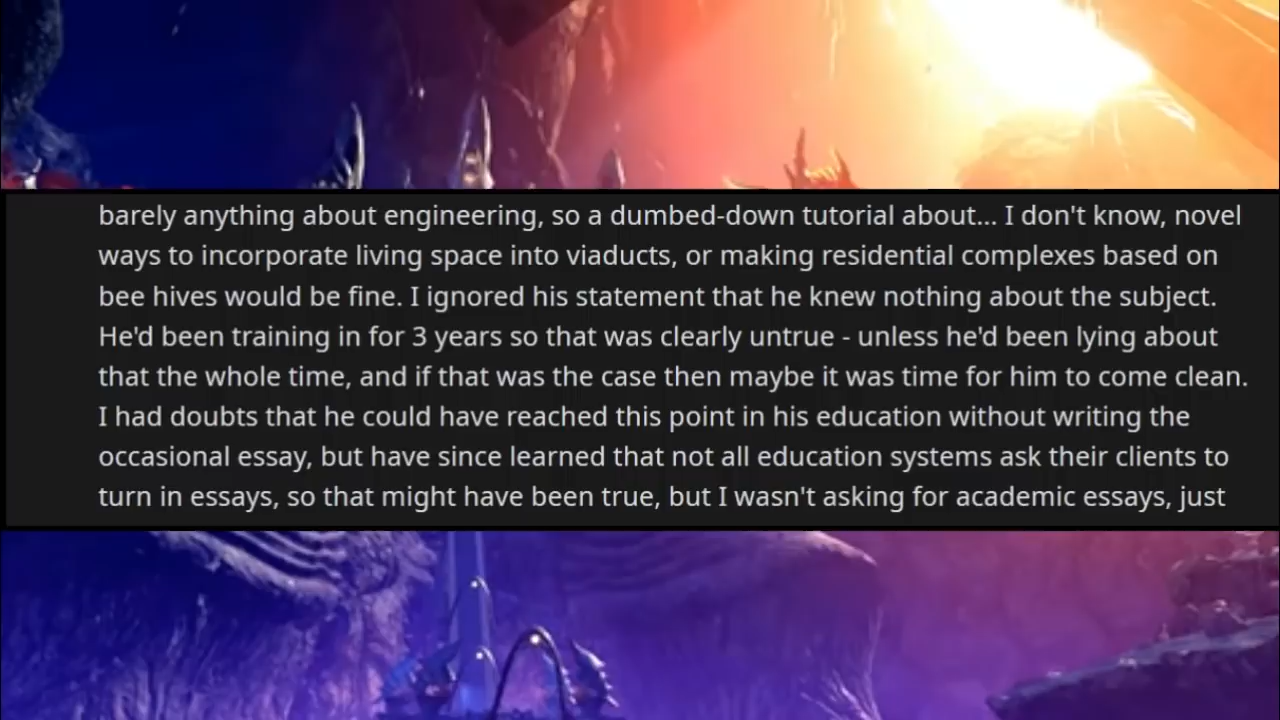 barely anything about engineering, so a dumbed-down tutorial about... I don't know, novel
ways to incorporate living space into viaducts, or making residential complexes based on
bee hives would be fine. I ignored his statement that he knew nothing about the subject.
He'd been training in for 3 years so that was clearly untrue - unless he'd been lying about
that the whole time, and if that was the case then maybe it was time for him to come clean.
I had doubts that he could have reached this point in his education without writing the
occasional essay, but have since learned that not all education systems ask their clients to
turn in essays, so that might have been true, but I wasn't asking for academic essays, just